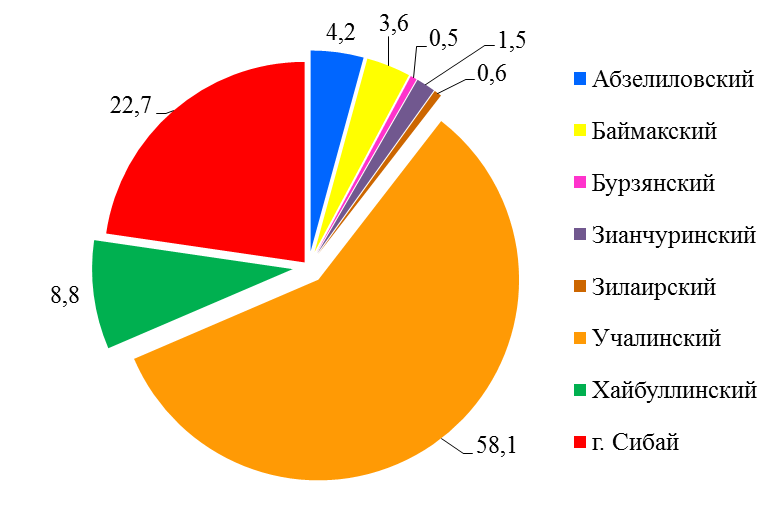 4,2
3,6
0,5
1,5
0,6
22,7
8,8
58,1
Абзелиловский
Баймакский
Бурзянский
Зианчуринский
Зилаирский
Учалинский
Хайбуллинский
г. Сибай